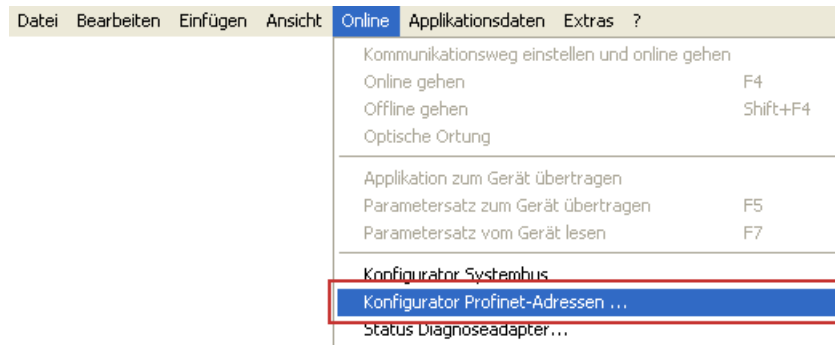 Datei Bearbeiten Einfügen Ansicht Online Applikationsdaten Extras ?
Kommunikationsweg einstellen und online gehen
Online gehen F4
Offline gehen Shift+F4
Optische Ortung
Applikation zum Gerät übertragen
Parametersatz zum Gerät übertragen F5
Parametersatz vom Gerät lesen F7
Konfigurator Systembus
Konfigurator Profinet-Adressen ...
Status Diagnoseadapter...